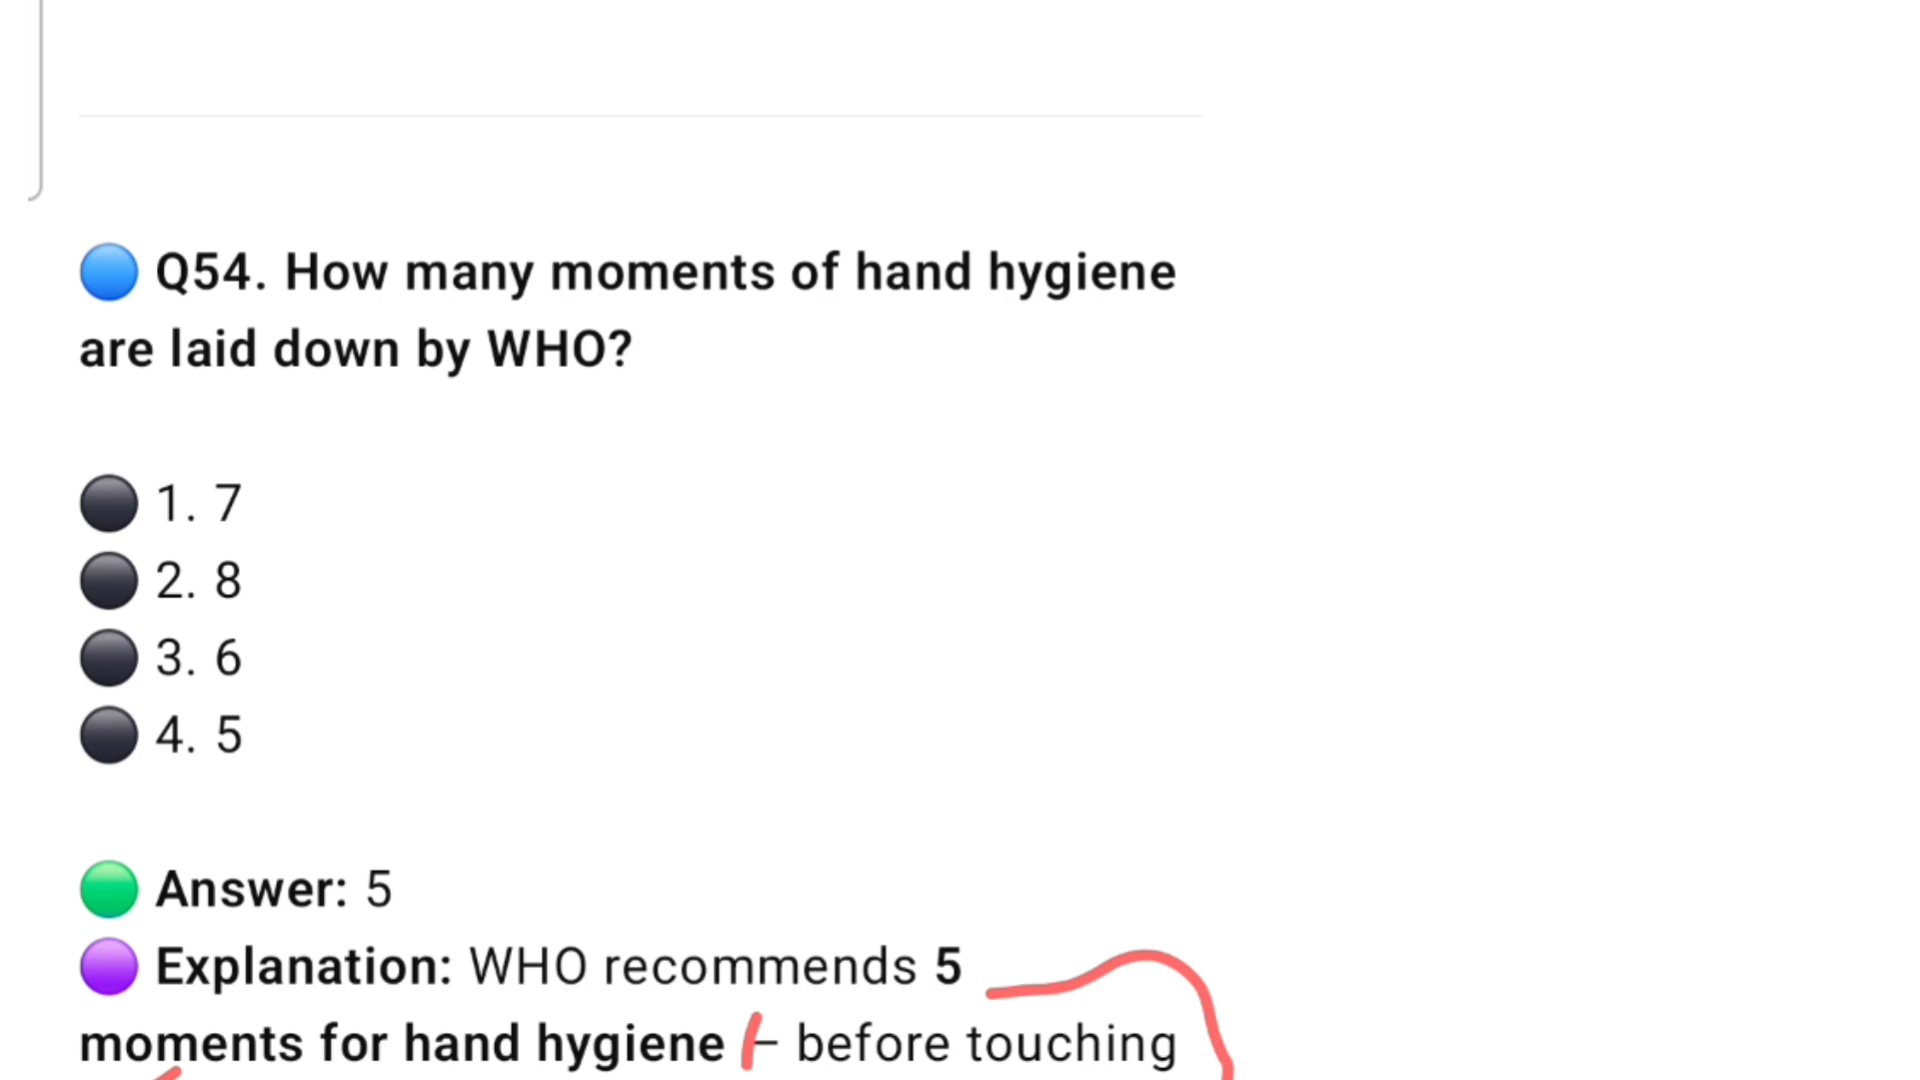 🔵 Q54. How many moments of hand hygiene
are laid down by WHO?
⚫ 1. 7
⚫ 2. 8
⚫ 3. 6
⚫ 4. 5
🟢 Answer: 5
🟣 Explanation: WHO recommends 5
moments for hand hygiene – before touching